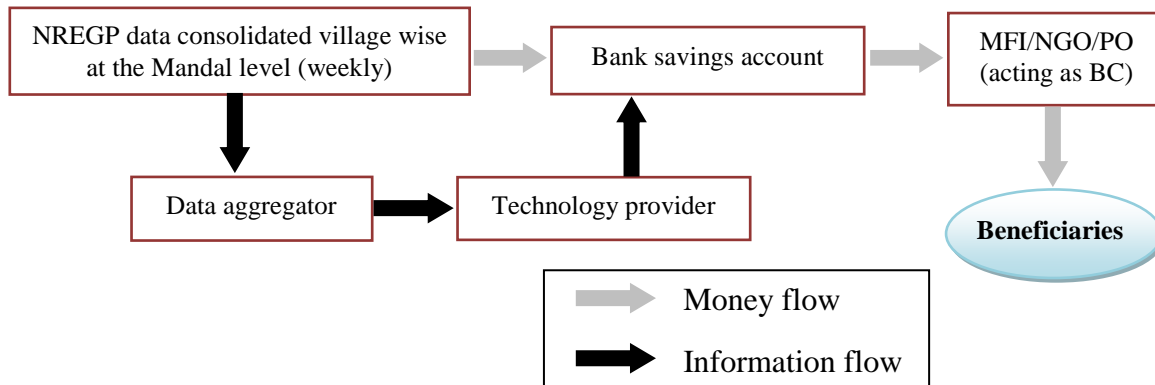 NREGP data consolidated village wise
at the Mandal level (weekly)
Bank savings account
MFI/NGO/PO
(acting as BC)
Data aggregator
Technology provider
Beneficiaries
Money flow
Information flow